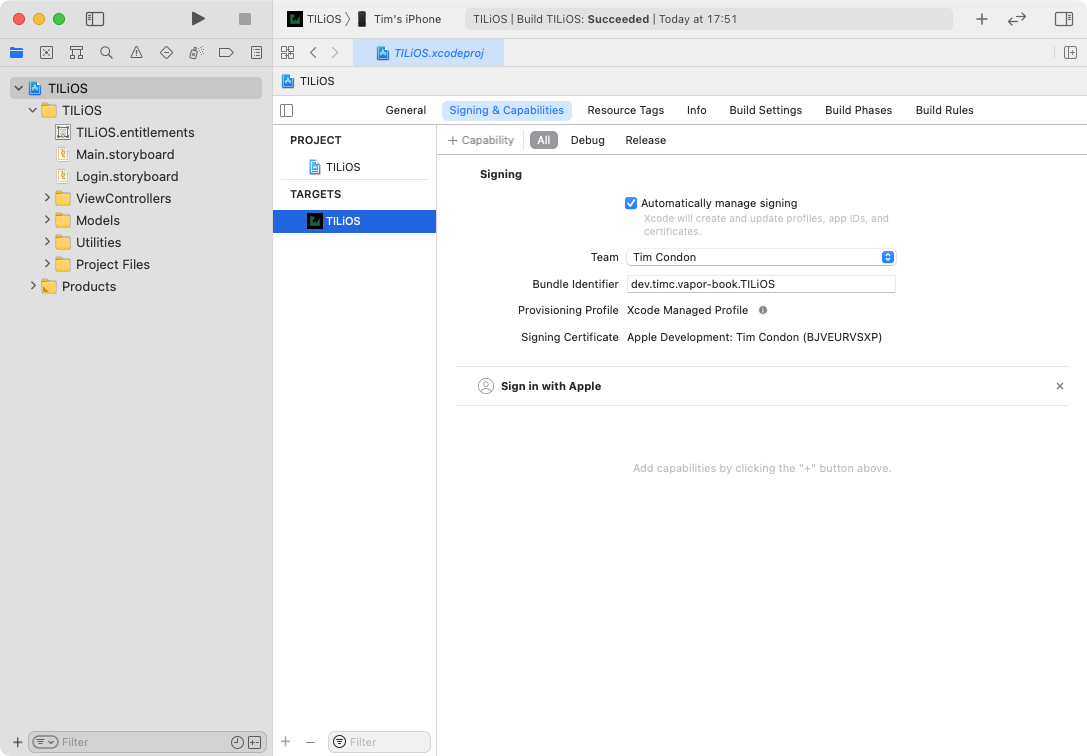 TILiOS 〉 Tim's iPhone
TILiOS | Build TILiOS: Succeeded | Today at 17:51
TILiOS.xcodeproj
TILiOS
TILiOS
TILiOS
TILiOS.entitlements
Main.storyboard
Login.storyboard
ViewControllers
Models
Utilities
Project Files
Products
Filter
General Signing & Capabilities Resource Tags Info Build Settings Build Phases Build Rules
PROJECT
TILiOS
TARGETS
TILiOS
Filter
+ Capability All Debug Release
Signing
Automatically manage signing
Xcode will create and update profiles, app IDs, and
certificates.
Team Tim Condon
Bundle Identifier dev.timc.vapor-book.TILiOS
Provisioning Profile Xcode Managed Profile
Signing Certificate Apple Development: Tim Condon (BJVEURVSXP)
Sign in with Apple
Add capabilities by clicking the "+" button above.